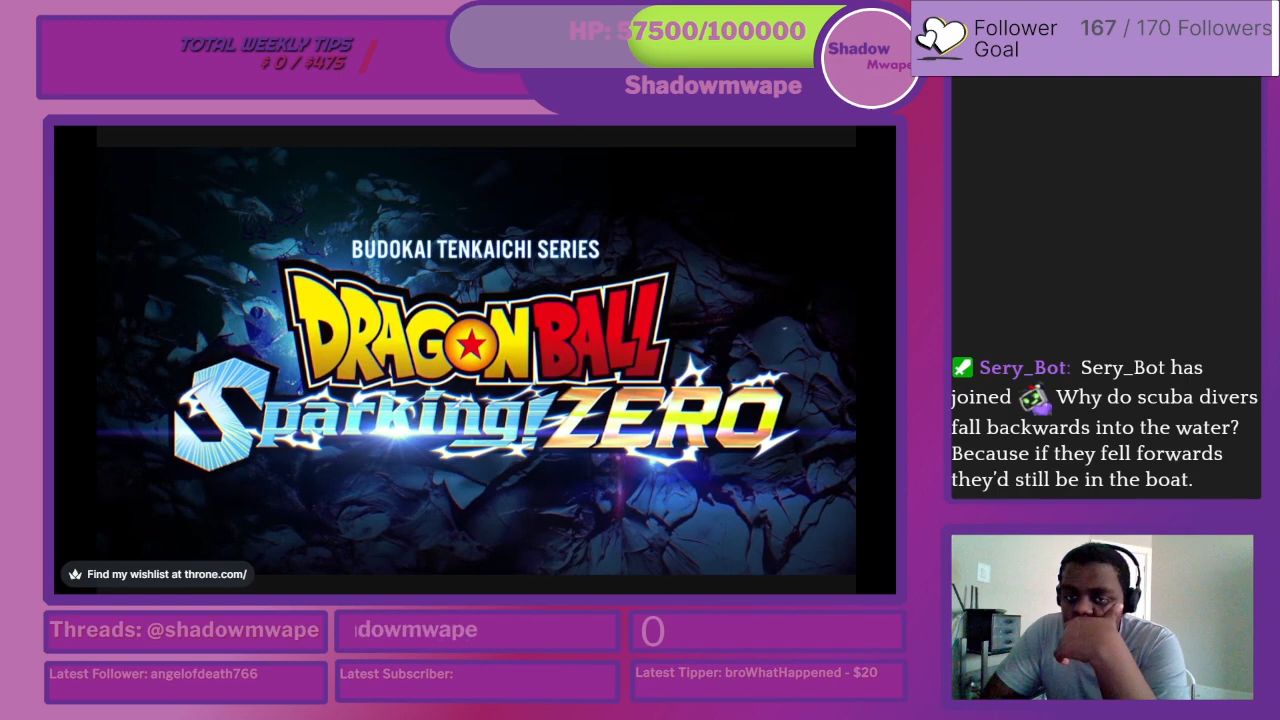 TOTAL WEEKLY TIPS
$ 0 / $475
HP: 57500/100000
Shadowmwape
Shadow
Mwape
Follower
Goal
167 / 170 Followers
BUDOKAI TENKAICHI SERIES
DRAGON BALL
Sparking! ZERO
Find my wishlist at throne.com/
Sery_Bot: Sery_Bot has
joined Why do scuba divers
fall backwards into the water?
Because if they fell forwards
they'd still be in the boat.
Threads: @shadowmwape
dowmwape
0
Latest Follower: angelofdeath766
Latest Subscriber:
Latest Tipper: broWhatHappened - $20